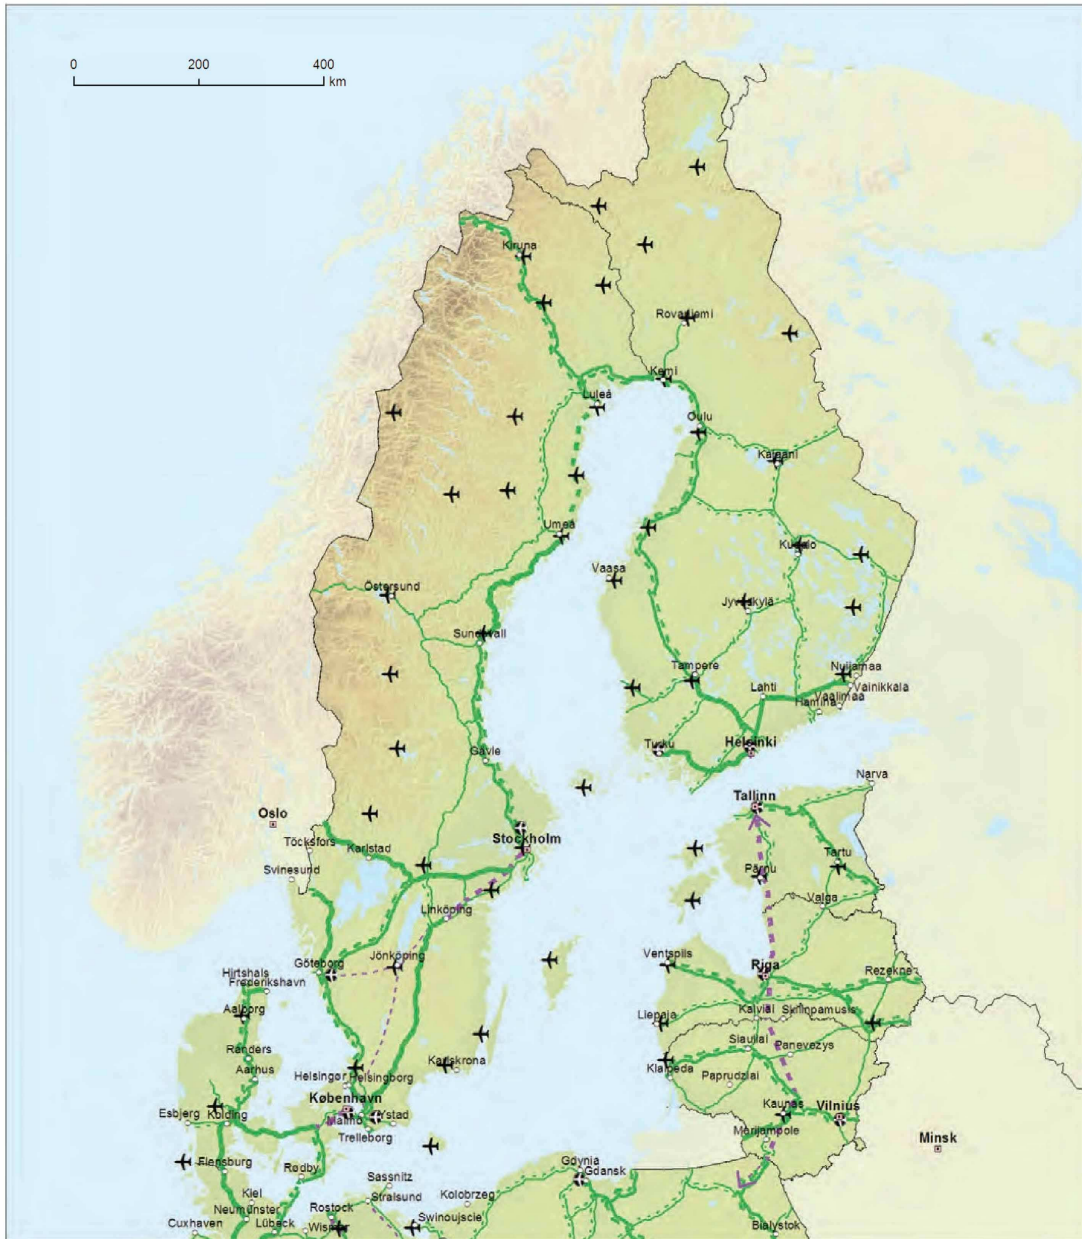 0
200
400
km
Kiruna
Rovaniemi
Kemi
Luleå
Oulu
Kajaani
Umeå
Kuopio
Vaasa
Östersund
Jyväskylä
Sundsvall
Tampere
Nuijamaa
Lahti
Vainikkala
Vaalimaa
Hamina
Turku
Helsinki
Gävle
Narva
Tallinn
Oslo
Stockholm
Töcksfors
Karlstad
Tartu
Svinesund
Pärnu
Valga
Linköping
Ventspils
Jönköping
Göteborg
Riga
Rezekne
Hirtshals
Frederikshavn
Aalborg
Liepaja
Kalviai
Skilinpamusis
Randers
Siauliai
Panevezys
Aarhus
Karlskrona
Klaipeda
Helsingør
Helsingborg
Paprudziai
København
Kaunas
Vilnius
Esbjerg
Kolding
Malmö
Ystad
Trelleborg
Marijampole
Minsk
Flensburg
Rødby
Gdynia
Gdansk
Sassnitz
Kiel
Stralsund
Kolobrzeg
Neumünster
Rostock
Cuxhaven
Lübeck
Wismar
Swinoujscie
Bialystok